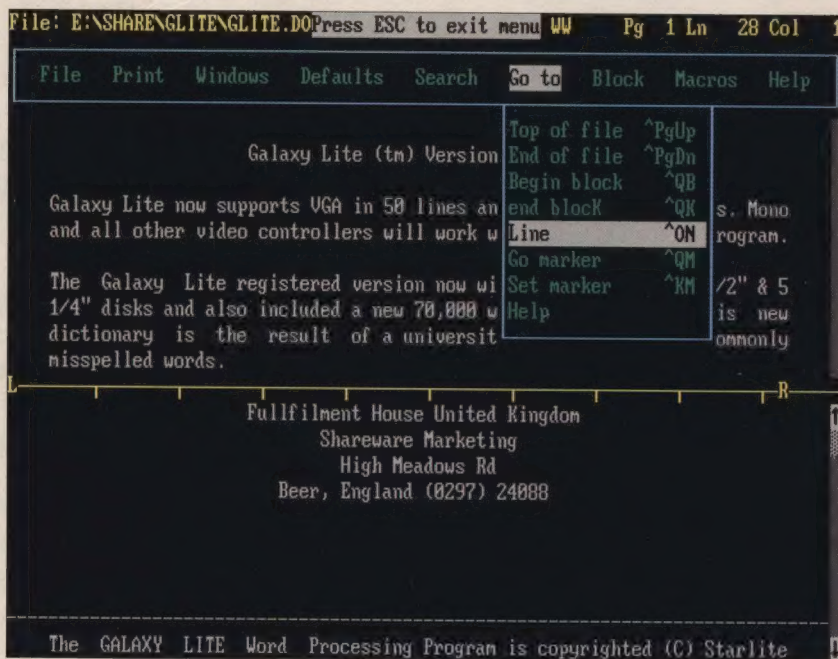 File: E:\SHARE\GLITE\GLITE.DO Press ESC to exit menu WW Pg 1 Ln 28 Col 1
File Print Windows Defaults Search Go to Block Macros Help
Top of file ^PgUp
Galaxy Lite (tm) Version End of file ^PgDn
Begin block ^QB
Galaxy Lite now supports VGA in 50 lines an end blocK ^QK s. Mono
and all other video controllers will work w Line ^ON rogram.
Go marker ^QM
The Galaxy Lite registered version now wi Set marker ^KM /2" & 5
1/4" disks and also included a new 70,000 w Help is new
dictionary is the result of a universit ommonly
misspelled words.
L R
Fullfilment House United Kingdom
Shareware Marketing
High Meadows Rd
Beer, England (0297) 24088
The GALAXY LITE Word Processing Program is copyrighted (C) Starlite